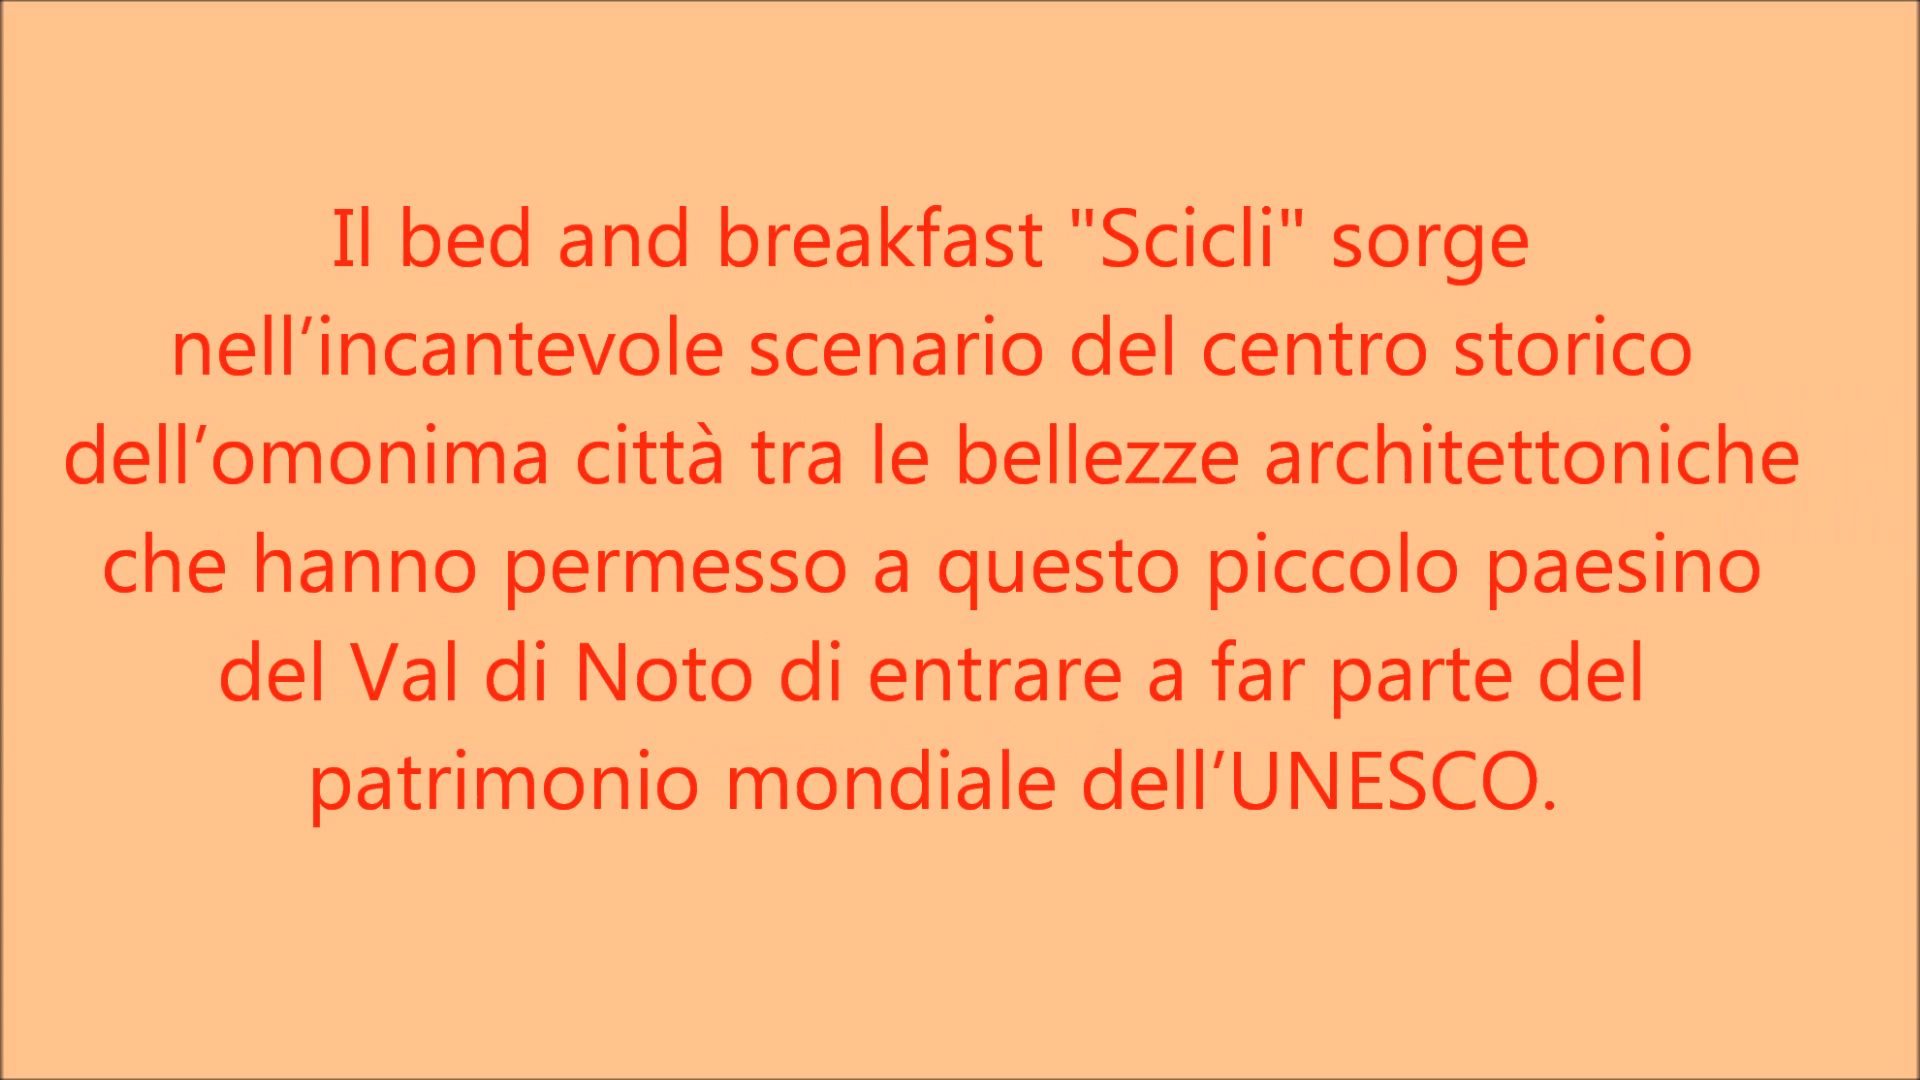 Il bed and breakfast "Scicli" sorge
nell’incantevole scenario del centro storico
dell’omonima città tra le bellezze architettoniche
che hanno permesso a questo piccolo paesino
del Val di Noto di entrare a far parte del
patrimonio mondiale dell’UNESCO.